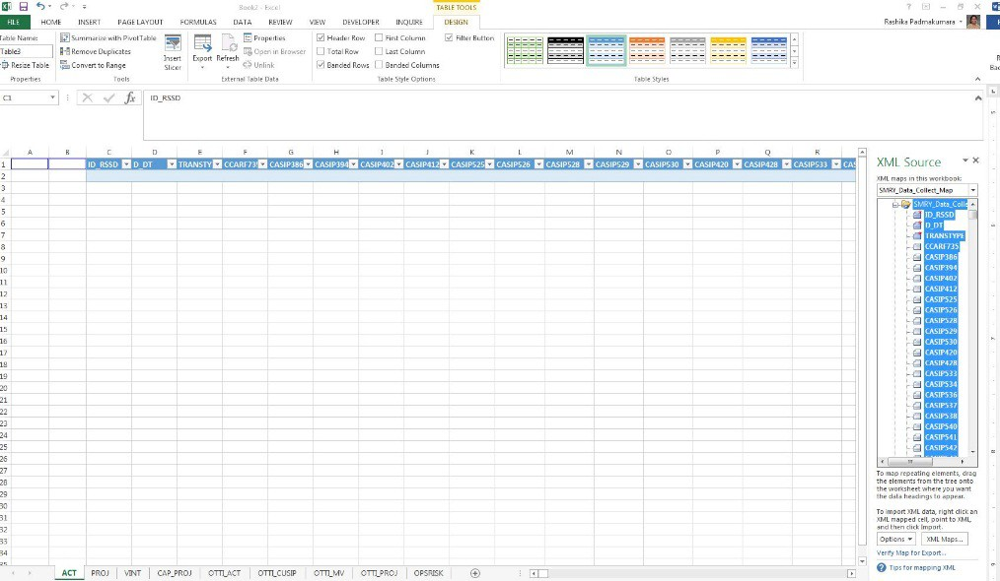 Book2 - Excel
TABLE TOOLS
FILE HOME INSERT PAGE LAYOUT FORMULAS DATA REVIEW VIEW DEVELOPER INQUIRE DESIGN
Rashika Padmakumara
Table Name:
Table3
Resize Table
Properties
Summarize with PivotTable
Remove Duplicates
Convert to Range
Tools
Insert
Slicer
Export Refresh
Properties
Open in Browser
Unlink
External Table Data
Header Row First Column Filter Button
Total Row Last Column
Banded Rows Banded Columns
Table Style Options
Table Styles
C1 fx ID_RSSD
A B C D E F G H I J K L M N O P Q R
1 ID_RSSD D_DT TRANSTY CCARF73 CASIP386 CASIP394 CASIP402 CASIP412 CASIP525 CASIP526 CASIP528 CASIP529 CASIP530 CASIP420 CASIP428 CASIP533 CAS
2
3
4
5
6
7
8
9
10
11
12
13
14
15
16
17
18
19
20
21
22
23
24
25
26
27
28
29
30
31
32
33
34
XML Source
XML maps in this workbook:
SMRY_Data_Collect_Map
SMRY_Data_Colle
ID_RSSD
D_DT
TRANSTYPE
CCARF735
CASIP386
CASIP394
CASIP402
CASIP412
CASIP525
CASIP526
CASIP528
CASIP529
CASIP530
CASIP420
CASIP428
CASIP533
CASIP534
CASIP536
CASIP537
CASIP538
CASIP540
CASIP541
CASIP542
To map repeating elements, drag
the elements from the tree onto
the worksheet where you want
the data headings to appear.
To import XML data, right click an
XML mapped cell, point to XML,
and then click Import.
Options XML Maps...
Verify Map for Export...
Tips for mapping XML
ACT PROJ VINT CAP_PROJ OTTI_ACT OTTI_CUSIP OTTI_MV OTTI_PROJ OPSRISK